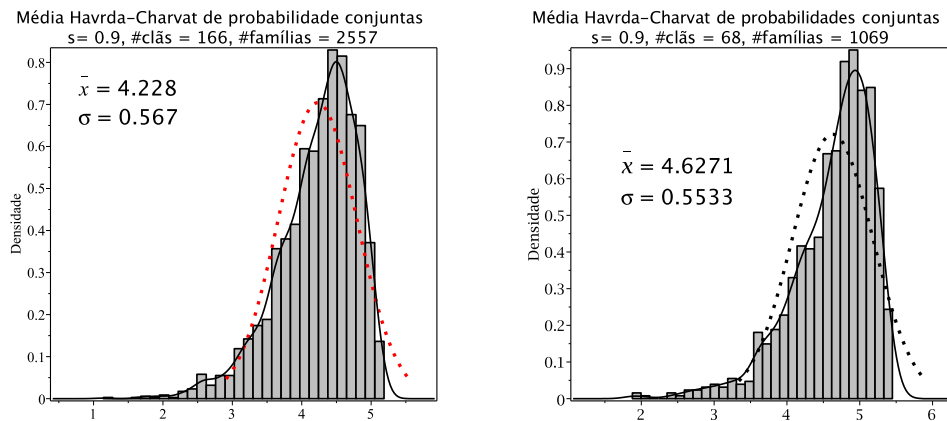 Média Havrda-Charvat de probabilidade conjuntas
s= 0.9, #clãs = 166, #famílias = 2557
x̄ = 4.228
σ = 0.567
Densidade
0.8
0.7
0.6
0.5
0.4
0.3
0.2
0.1
0
1 2 3 4 5
Média Havrda-Charvat de probabilidades conjuntas
s= 0.9, #clãs = 68, #famílias = 1069
x̄ = 4.6271
σ = 0.5533
Densidade
0.9
0.8
0.7
0.6
0.5
0.4
0.3
0.2
0.1
0
2 3 4 5 6